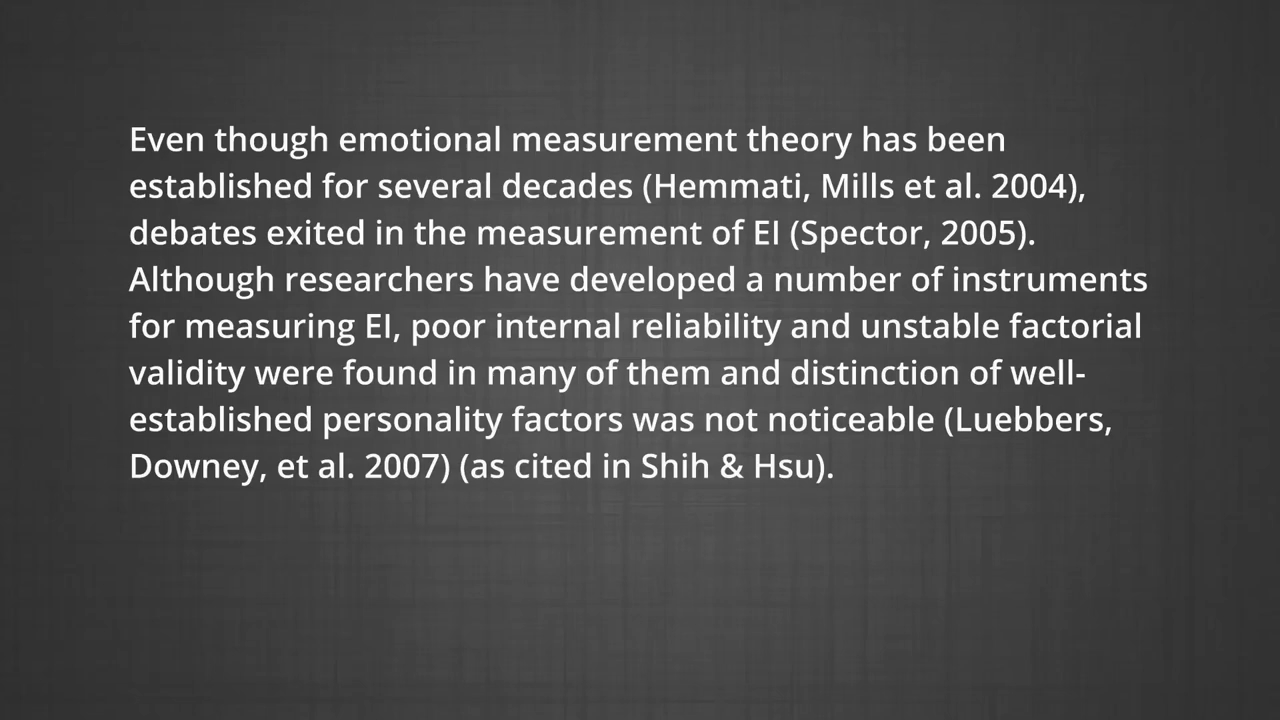 Even though emotional measurement theory has been
established for several decades (Hemmati, Mills et al. 2004),
debates exited in the measurement of EI (Spector, 2005).
Although researchers have developed a number of instruments
for measuring EI, poor internal reliability and unstable factorial
validity were found in many of them and distinction of well-
established personality factors was not noticeable (Luebbers,
Downey, et al. 2007) (as cited in Shih & Hsu).